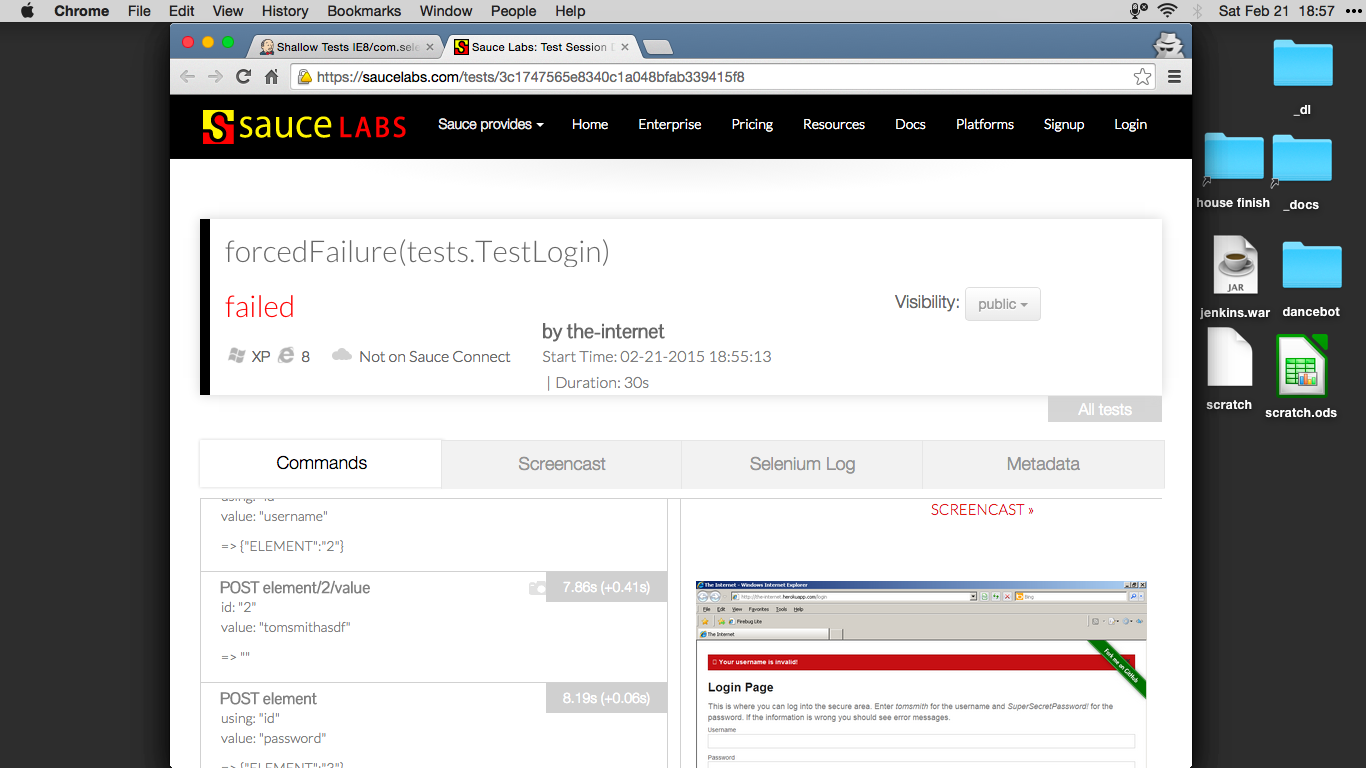 Chrome File Edit View History Bookmarks Window People Help Sat Feb 21 18:57
Shallow Tests IE8/com.sele
Sauce Labs: Test Session
https://saucelabs.com/tests/3c1747565e8340c1a048bfab339415f8
sauce LABS
Sauce provides Home Enterprise Pricing Resources Docs Platforms Signup Login
forcedFailure(tests.TestLogin)
failed
Visibility: public
by the-internet
XP 8 Not on Sauce Connect
Start Time: 02-21-2015 18:55:13
| Duration: 30s
All tests
Commands Screencast Selenium Log Metadata
using: "id"
value: "username"
=> {"ELEMENT":"2"}
POST element/2/value 7.86s (+0.41s)
id: "2"
value: "tomsmithasdf"
=> ""
POST element 8.19s (+0.06s)
using: "id"
value: "password"
=> {"ELEMENT":"3"}
SCREENCAST »
The Internet - Windows Internet Explorer
http://the-internet.herokuapp.com/login
Bing
File Edit View Favorites Tools Help
Firebug Lite
The Internet
Your username is invalid!
Fork me on GitHub
Login Page
This is where you can log into the secure area. Enter tomsmith for the username and SuperSecretPassword! for the
password. If the information is wrong you should see error messages.
Username
Password
_dl
house finish
_docs
JAR
jenkins.war
dancebot
scratch
scratch.ods